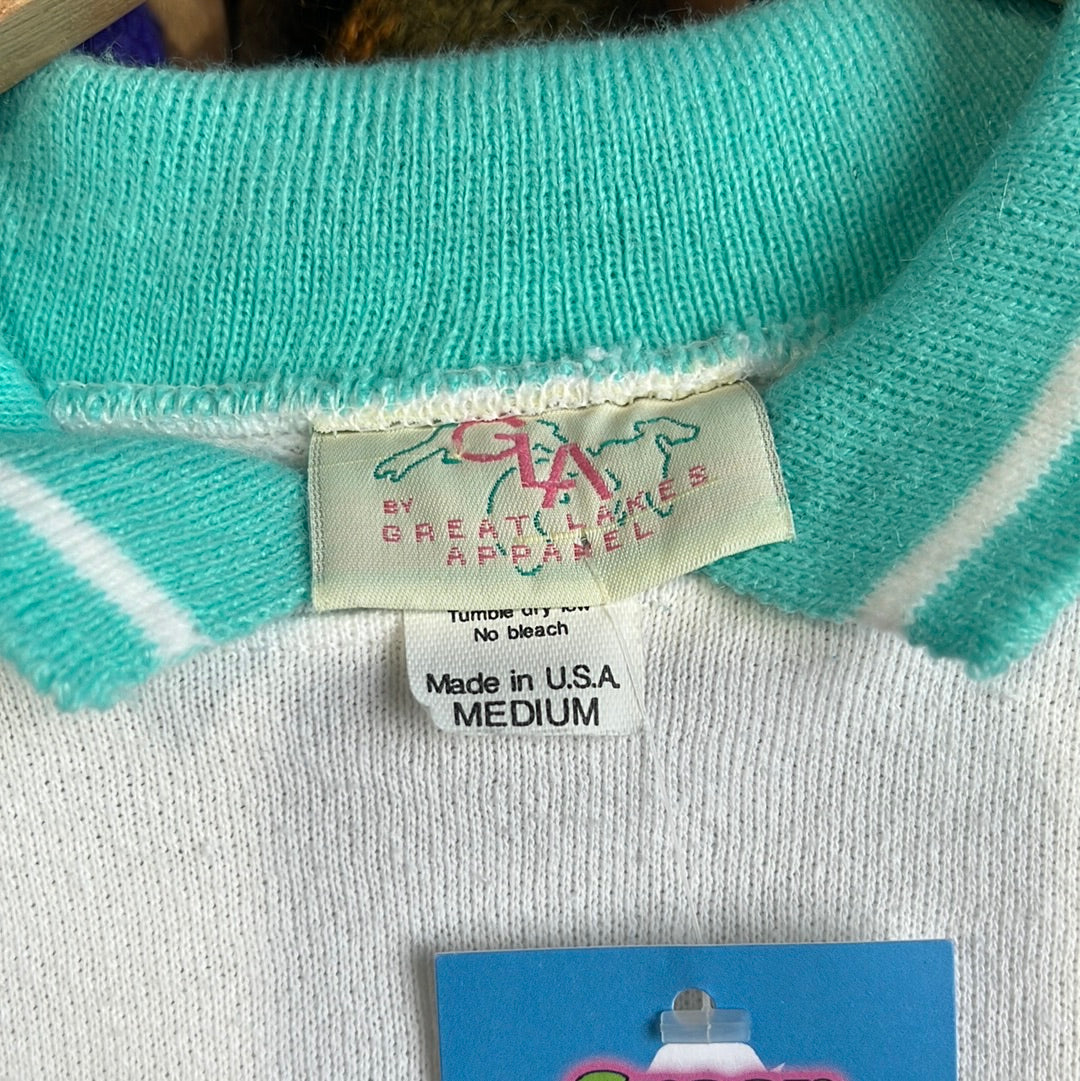 GLA
BY
GREAT LAKES
APPAREL
Tumble dry low
No bleach
Made in U.S.A
MEDIUM